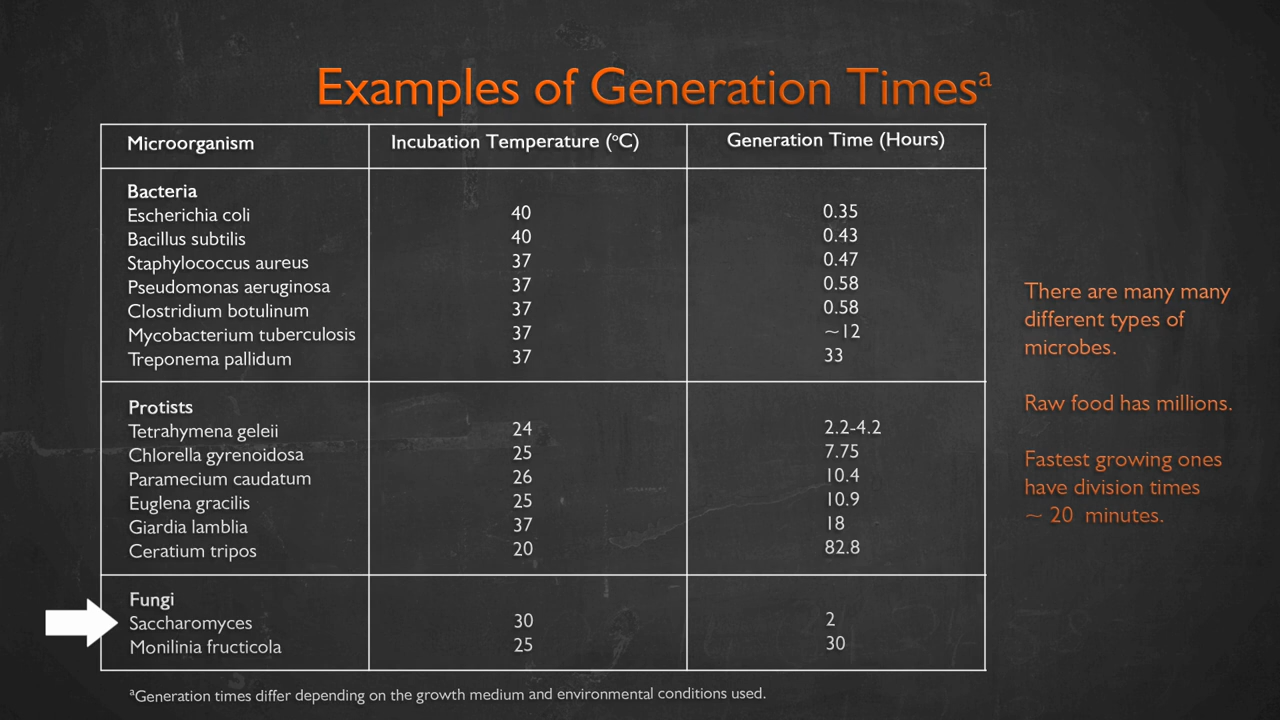 Examples of Generation Timesᵃ
Microorganism Incubation Temperature (°C) Generation Time (Hours)
Bacteria
Escherichia coli 40 0.35
Bacillus subtilis 40 0.43
Staphylococcus aureus 37 0.47
Pseudomonas aeruginosa 37 0.58
Clostridium botulinum 37 0.58
Mycobacterium tuberculosis 37 ~12
Treponema pallidum 37 33
Protists
Tetrahymena geleii 24 2.2-4.2
Chlorella gyrenoidosa 25 7.75
Paramecium caudatum 26 10.4
Euglena gracilis 25 10.9
Giardia lamblia 37 18
Ceratium tripos 20 82.8
Fungi
Saccharomyces 30 2
Monilinia fructicola 25 30
ᵃGeneration times differ depending on the growth medium and environmental conditions used.
There are many many
different types of
microbes.
Raw food has millions.
Fastest growing ones
have division times
~ 20 minutes.